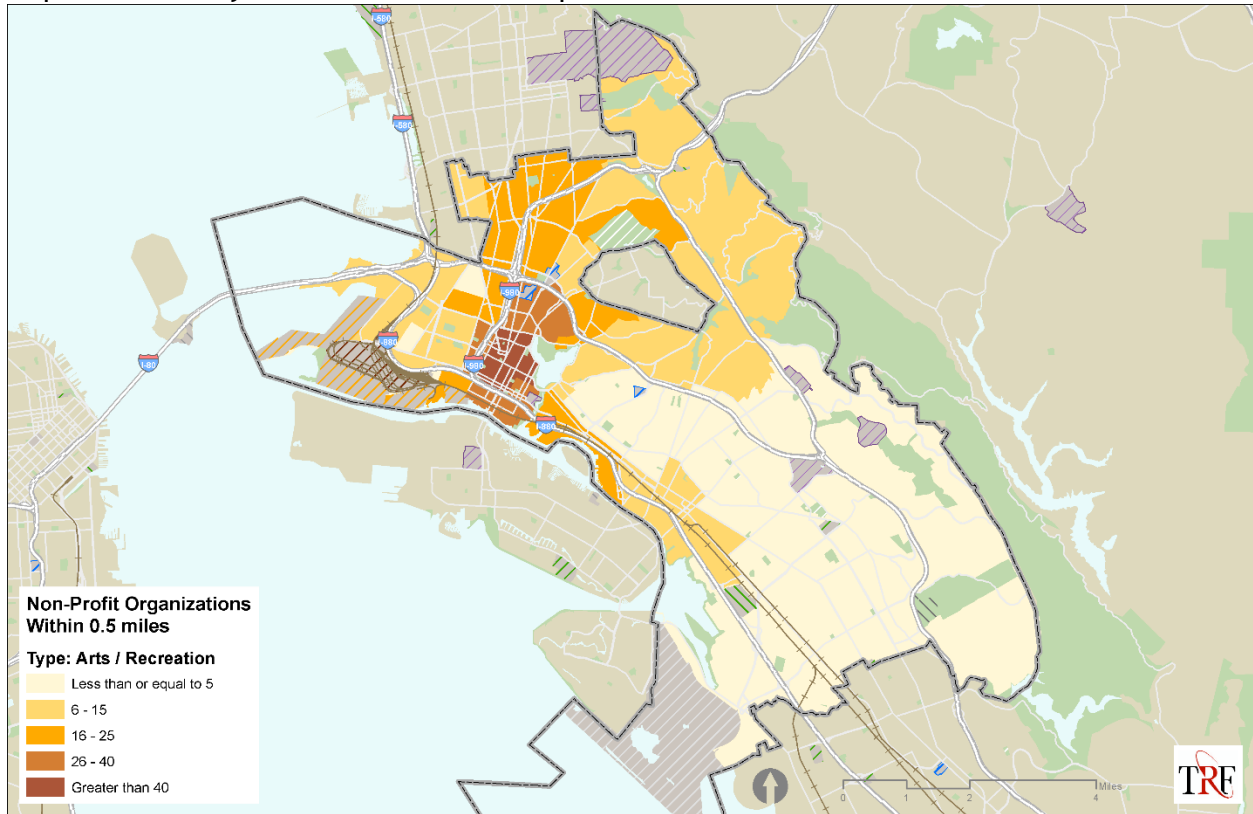 I-580
I-580
I-980
I-880
I-980
I-80
I-880
Non-Profit Organizations
Within 0.5 miles
Type: Arts / Recreation
Less than or equal to 5
6 - 15
16 - 25
26 - 40
Greater than 40
Miles
0 1 2 4
TRF